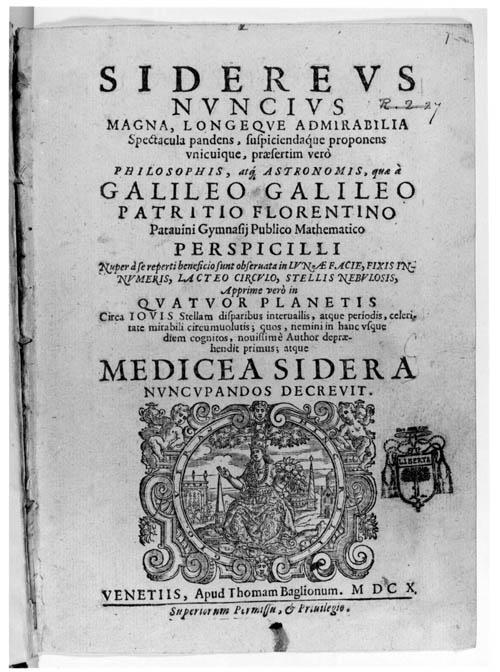 SIDEREVS
NVNCIVS
R. 2. 27
MAGNA, LONGEQVE ADMIRABILIA
Spectacula pandens, suspiciendaque proponens
vnicuique, præsertim verò
PHILOSOPHIS, atq́; ASTRONOMIS, quæ à
GALILEO GALILEO
PATRITIO FLORENTINO
Patauini Gymnasij Publico Mathematico
PERSPICILLI
Nuper à se reperti beneficio sunt obseruata in LVNÆ FACIE, FIXIS IN-
NVMERIS, LACTEO CIRCVLO, STELLIS NEBVLOSIS,
Apprime verò in
QVATVOR PLANETIS
Circa IOVIS Stellam disparibus interuallis, atque periodis, celeri-
tate mirabili circumuolutis; quos, nemini in hanc vsque
diem cognitos, nouissimè Author depræ-
hendit primus; atque
MEDICEA SIDERA
NVNCVPANDOS DECREVIT.
LIBERTA
VENETIIS, Apud Thomam Baglionum. M DC X.
Superiorum Permissu, & Priuilegio.